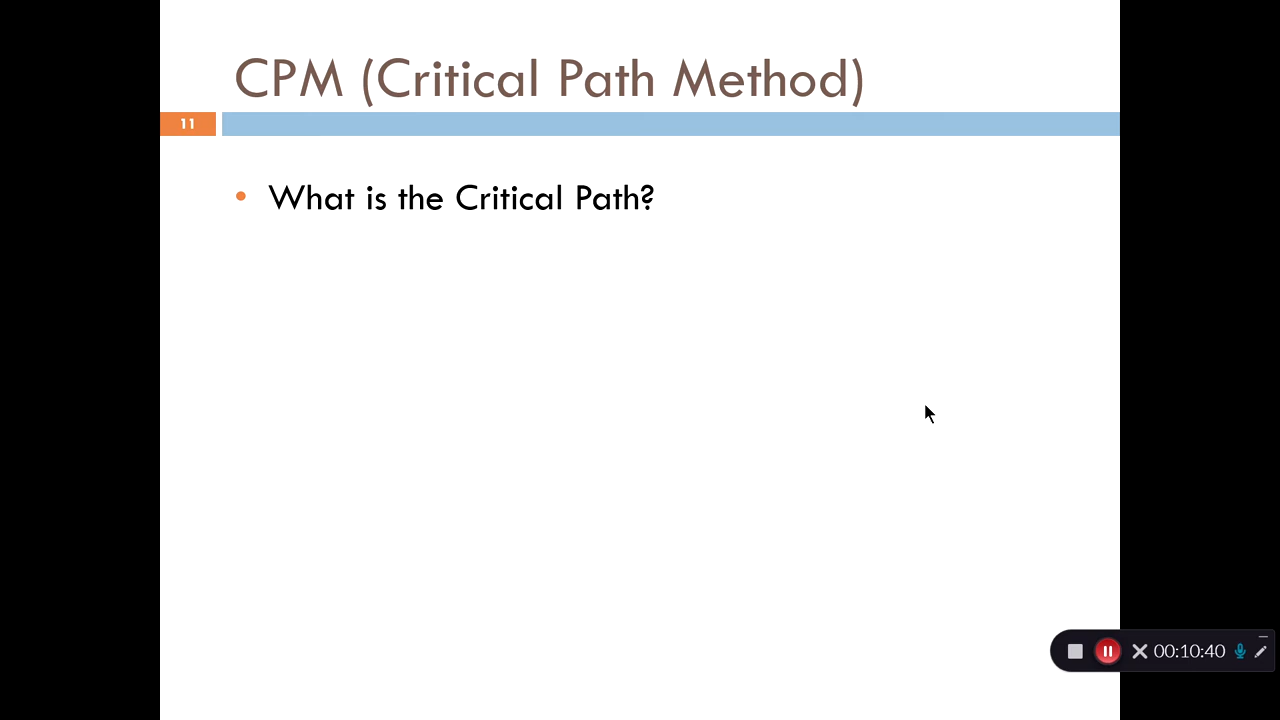 CPM (Critical Path Method)
11
• What is the Critical Path?
00:10:40